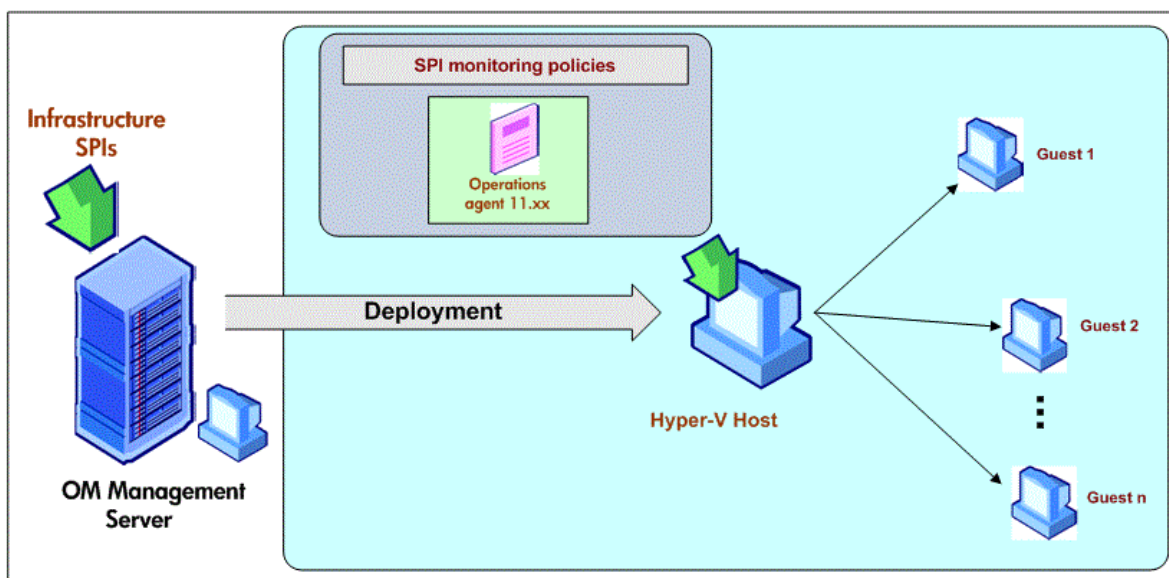 SPI monitoring policies
Infrastructure
SPIs
Operations
agent 11.xx
Guest 1
Deployment
Guest 2
Hyper-V Host
OM Management
Server
Guest n